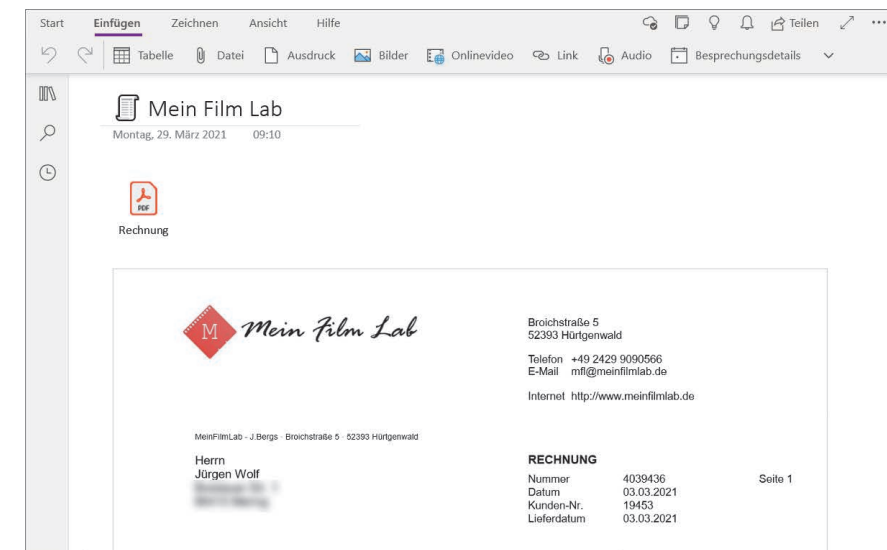 Start Einfügen Zeichnen Ansicht Hilfe Teilen
Tabelle Datei Ausdruck Bilder Onlinevideo Link Audio Besprechungsdetails
Mein Film Lab
Montag, 29. März 2021 09:10
PDF
Rechnung
M Mein Film Lab
Broichstraße 5
52393 Hürtgenwald
Telefon +49 2429 9090566
E-Mail mfl@meinfilmlab.de
Internet http://www.meinfilmlab.de
MeinFilmLab - J.Bergs · Broichstraße 5 · 52393 Hürtgenwald
Herrn
Jürgen Wolf
RECHNUNG
Nummer 4039436 Seite 1
Datum 03.03.2021
Kunden-Nr. 19453
Lieferdatum 03.03.2021